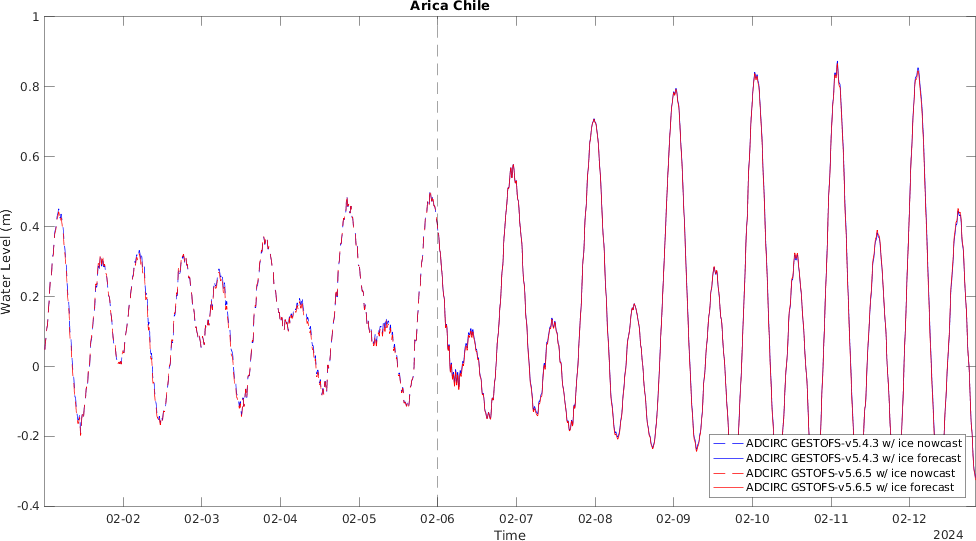 Arica Chile
Water Level (m)
1
0.8
0.6
0.4
0.2
0
-0.2
-0.4
ADCIRC GESTOFS-v5.4.3 w/ ice nowcast
ADCIRC GESTOFS-v5.4.3 w/ ice forecast
ADCIRC GSTOFS-v5.6.5 w/ ice nowcast
ADCIRC GSTOFS-v5.6.5 w/ ice forecast
02-02 02-03 02-04 02-05 02-06 02-07 02-08 02-09 02-10 02-11 02-12
Time 2024